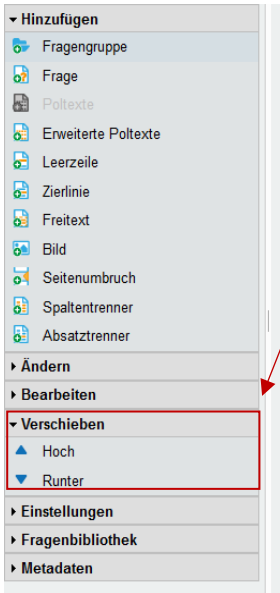 Hinzufügen
Fragengruppe
Frage
Poltexte
Erweiterte Poltexte
Leerzeile
Zierlinie
Freitext
Bild
Seitenumbruch
Spaltentrenner
Absatztrenner
Ändern
Bearbeiten
Verschieben
Hoch
Runter
Einstellungen
Fragenbibliothek
Metadaten